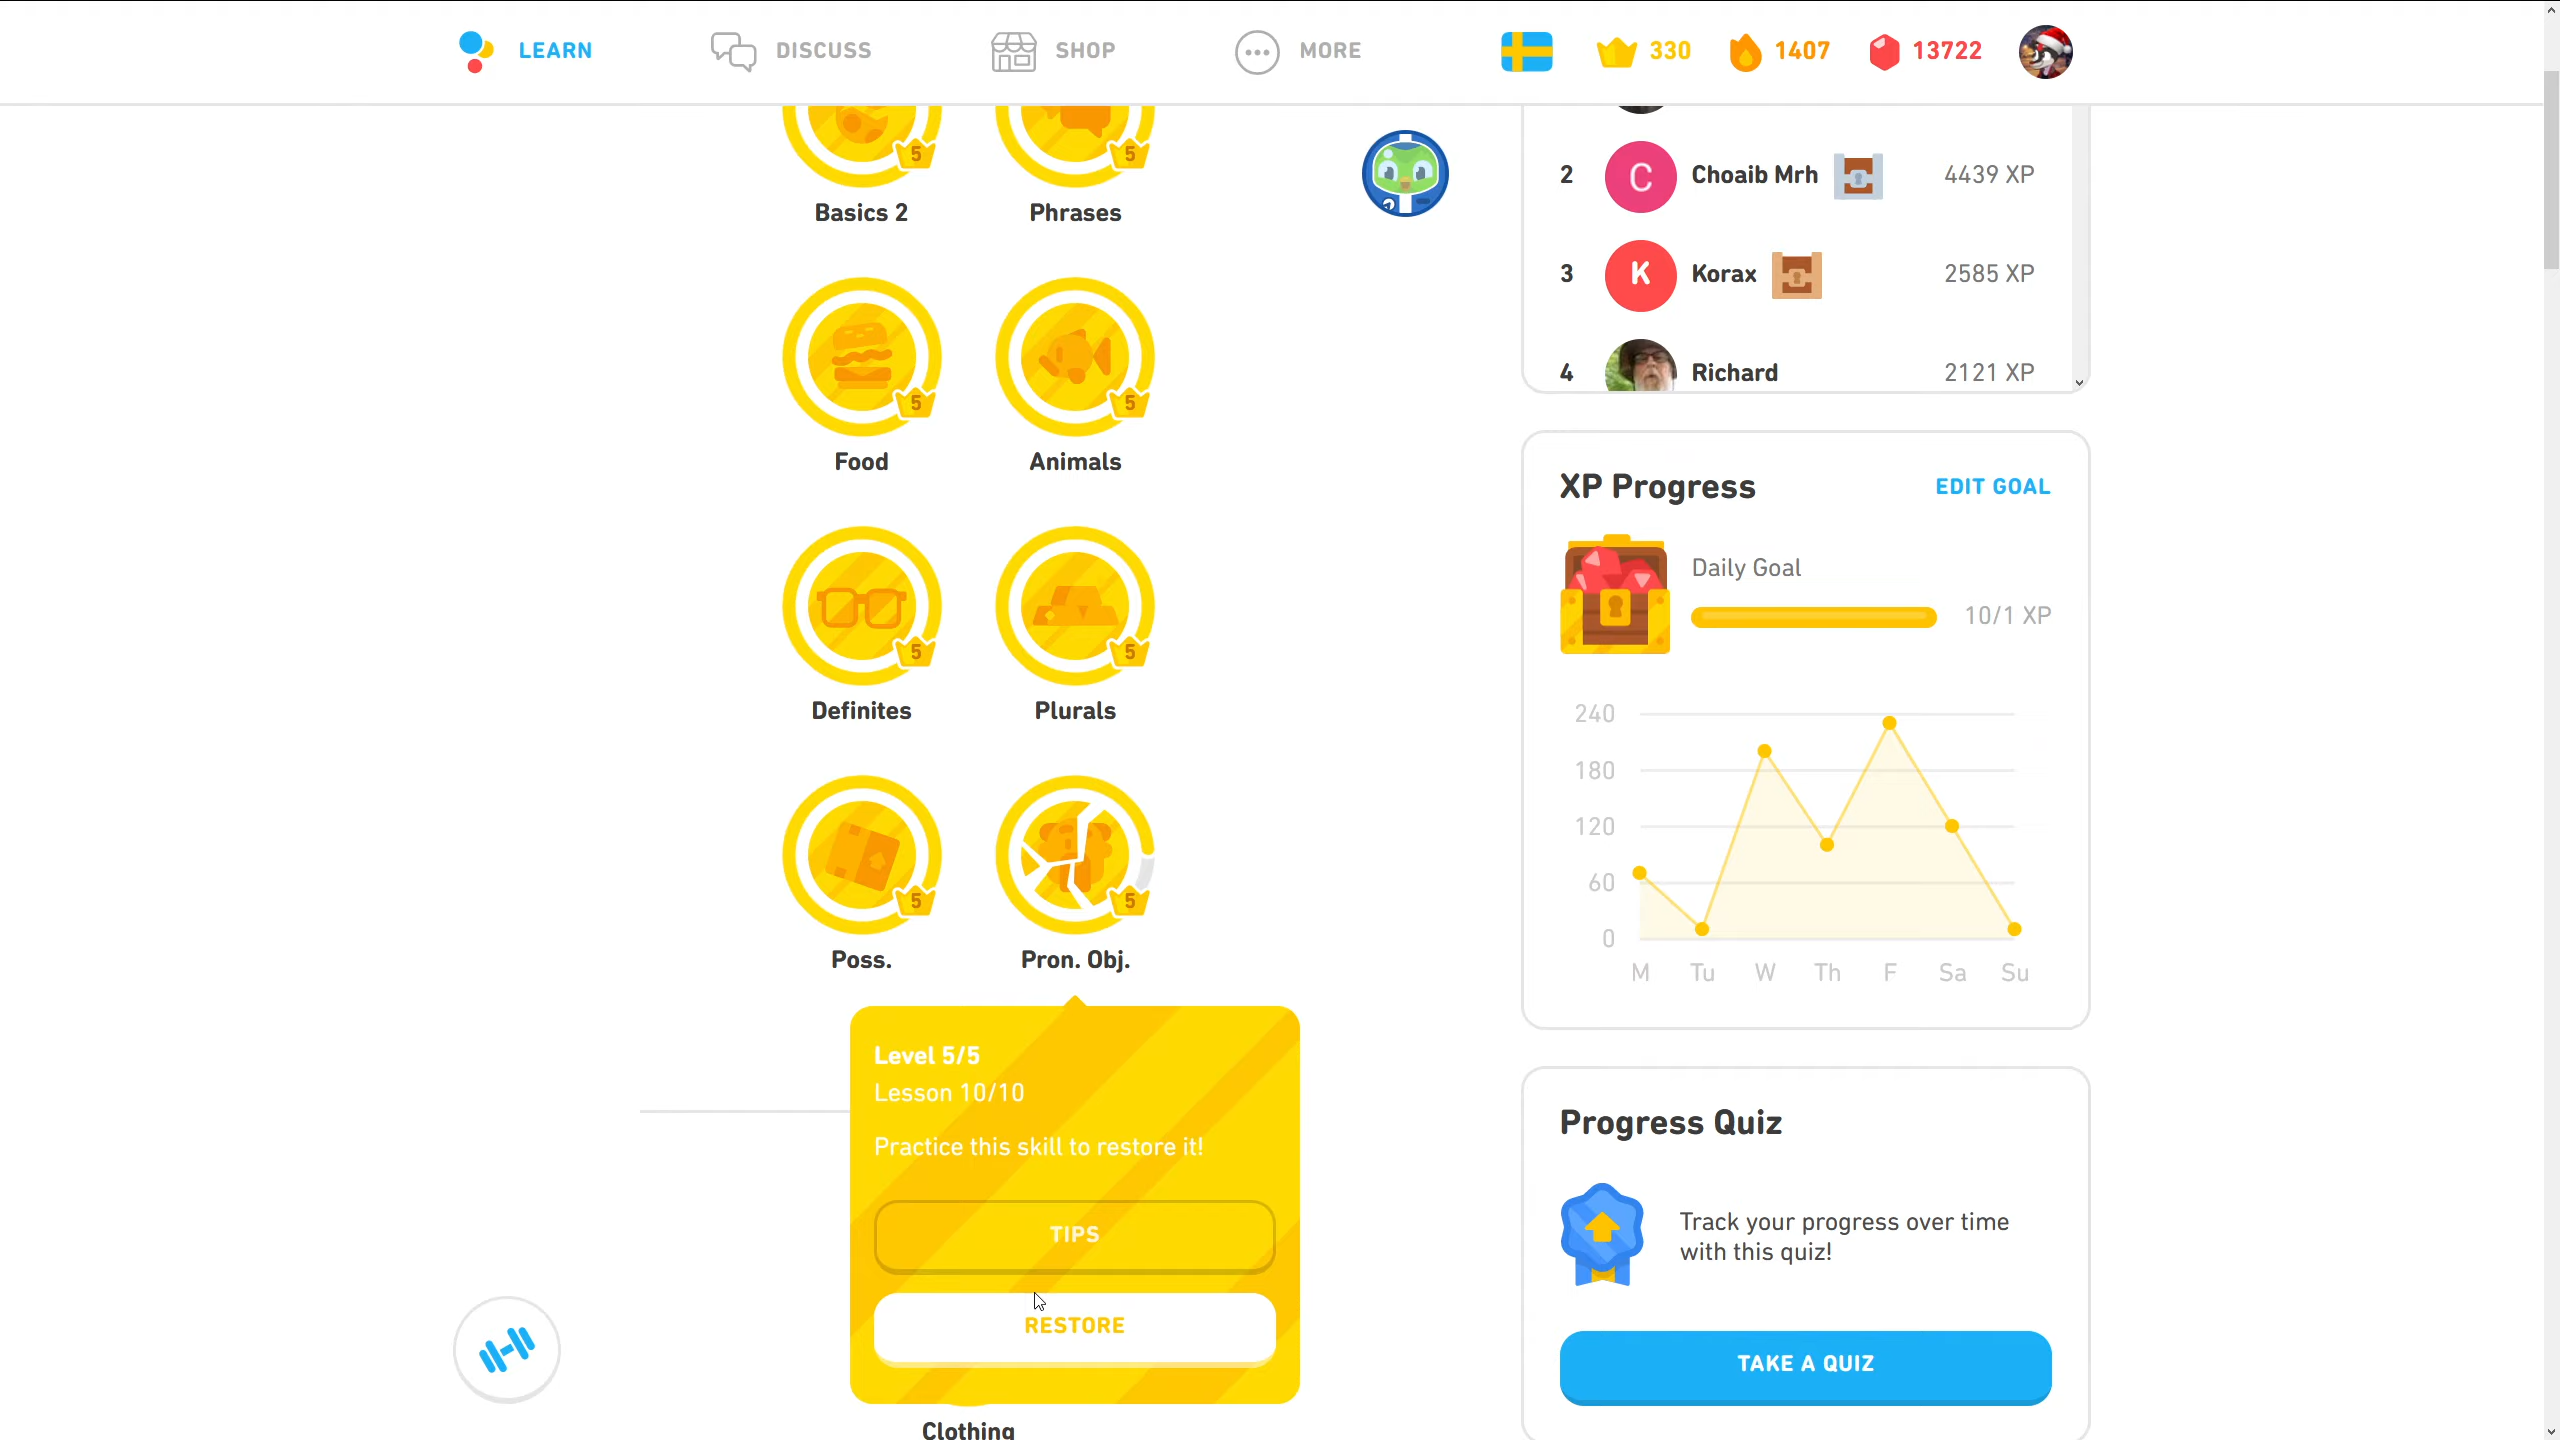 LEARN
DISCUSS
SHOP
MORE
330
1407
13722
5
5
Basics 2
Phrases
5
5
Food
Animals
5
5
Definites
Plurals
5
5
Poss.
Pron. Obj.
Level 5/5
Lesson 10/10
Practice this skill to restore it!
TIPS
RESTORE
Clothing
2 C Choaib Mrh 4439 XP
3 K Korax 2585 XP
4 Richard 2121 XP
XP Progress
EDIT GOAL
Daily Goal
10/1 XP
240
180
120
60
0
M Tu W Th F Sa Su
Progress Quiz
Track your progress over time
with this quiz!
TAKE A QUIZ